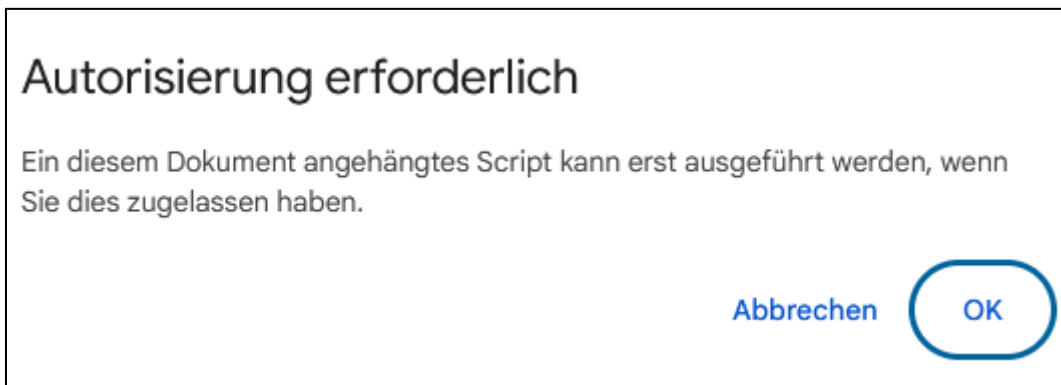 Autorisierung erforderlich
Ein diesem Dokument angehängtes Script kann erst ausgeführt werden, wenn
Sie dies zugelassen haben.
Abbrechen OK